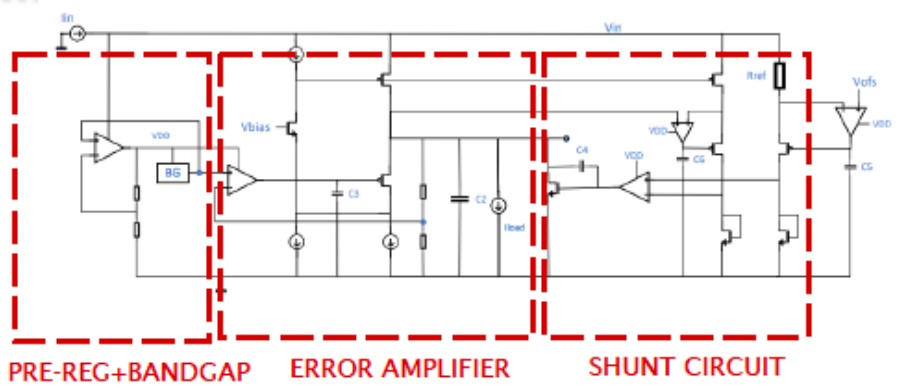 Iin
Vin
Rref
Vofs
Vbias
VDD
VDD
VDD
C4
VDD
C6
C5
BG
C3
C2
Iload
PRE-REG+BANDGAP
ERROR AMPLIFIER
SHUNT CIRCUIT